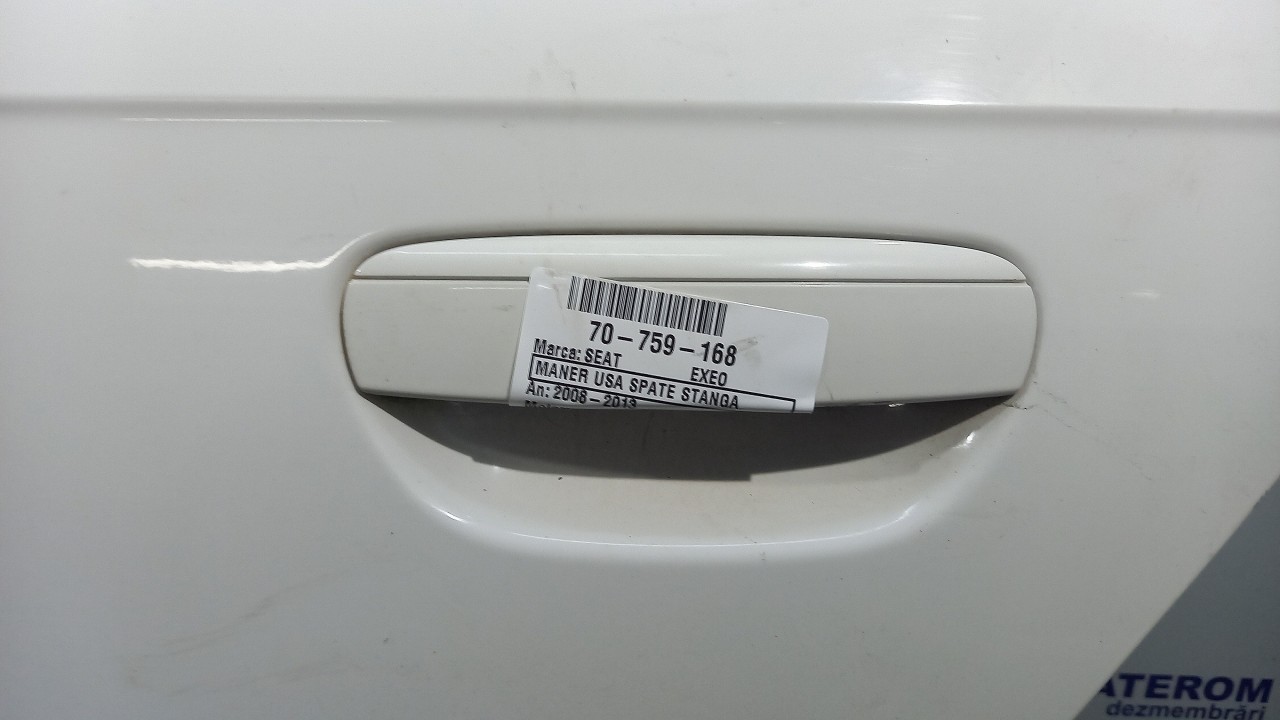 70-759-168
Marca: SEAT EXEO
MANER USA SPATE STANGA
An: 2008-2013
ATEROM
dezmembrări